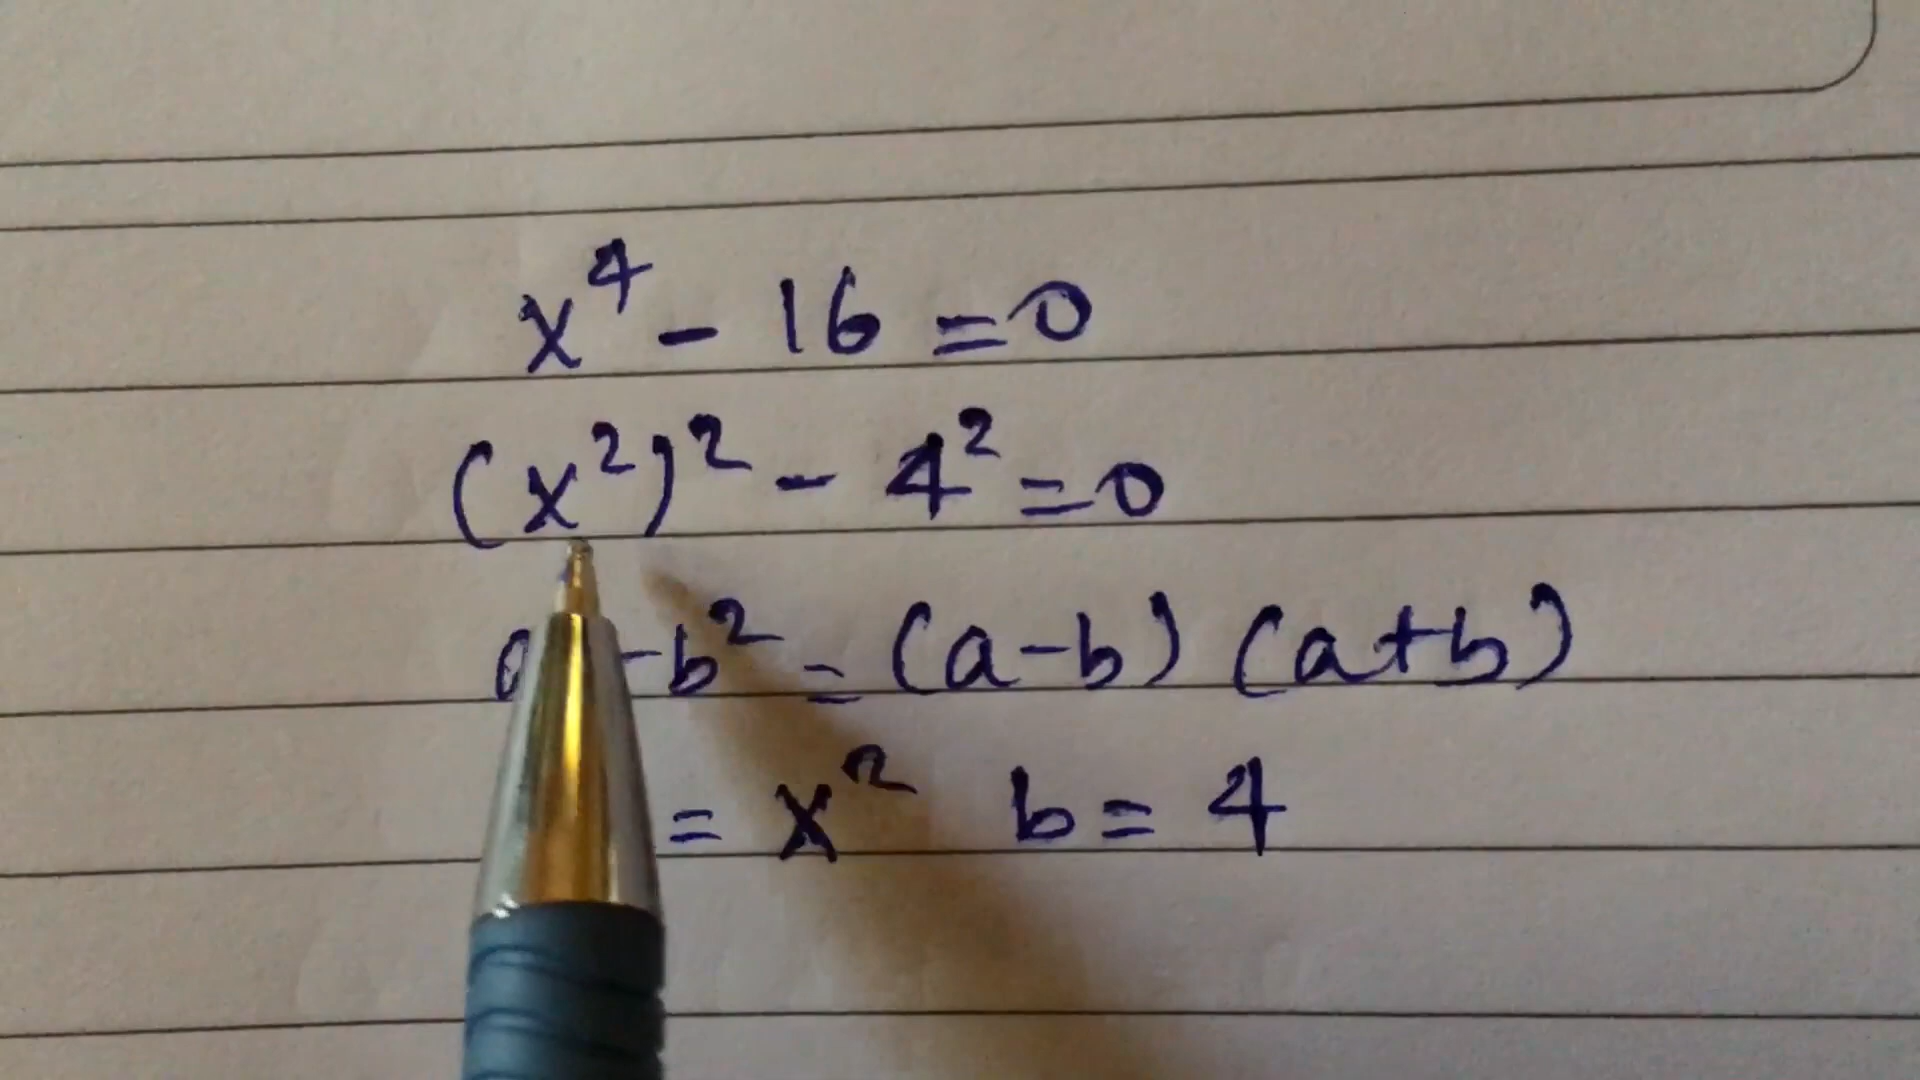 x⁴ - 16 = 0
(x²)² - 4² = 0
a - b² = (a-b) (a+b)
= x² b = 4